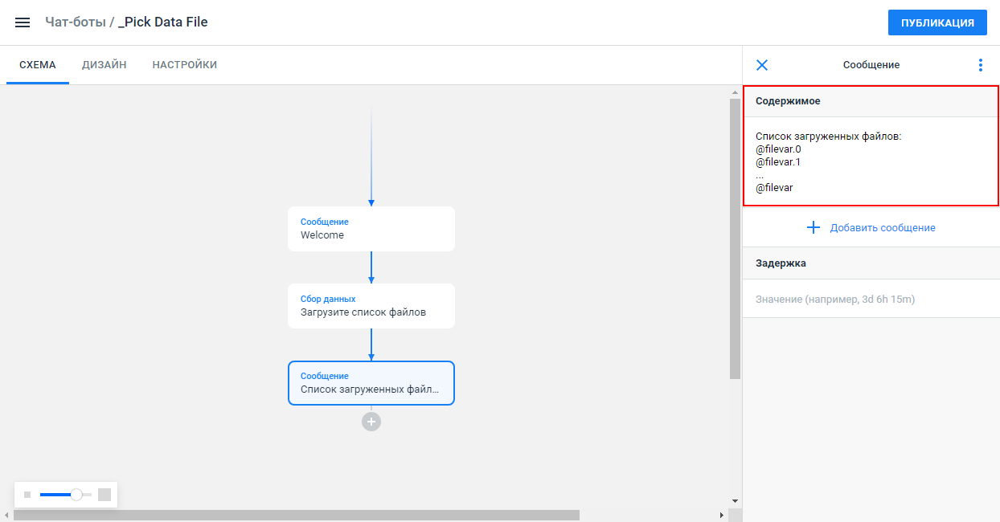 Чат-боты / _Pick Data File
ПУБЛИКАЦИЯ
СХЕМА
ДИЗАЙН
НАСТРОЙКИ
Сообщение
Welcome
Сбор данных
Загрузите список файлов
Сообщение
Список загруженных файл...
Сообщение
Содержимое
Список загруженных файлов:
@filevar.0
@filevar.1
...
@filevar
Добавить сообщение
Задержка
Значение (например, 3d 6h 15m)